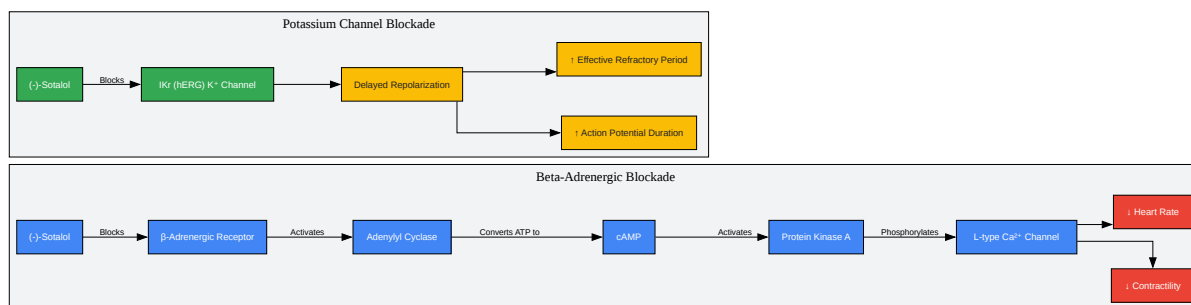 Potassium Channel Blockade
(-)-Sotalol
Blocks
IKr (hERG) K⁺ Channel
Delayed Repolarization
↑ Effective Refractory Period
↑ Action Potential Duration
Beta-Adrenergic Blockade
(-)-Sotalol
Blocks
β-Adrenergic Receptor
Activates
Adenylyl Cyclase
Converts ATP to
cAMP
Activates
Protein Kinase A
Phosphorylates
L-type Ca²⁺ Channel
↓ Heart Rate
↓ Contractility